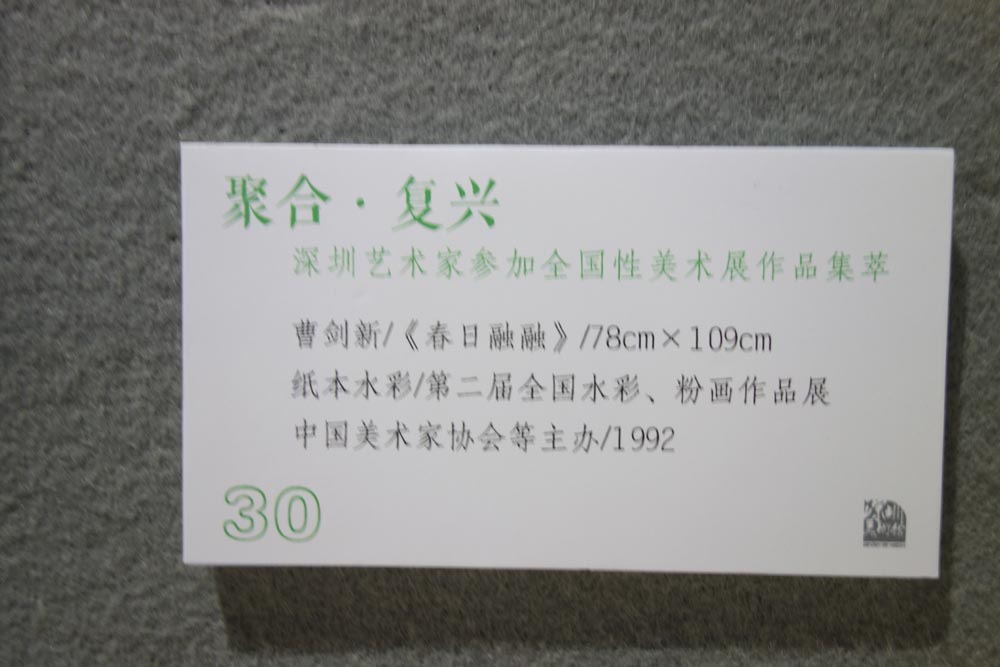 聚合·复兴
深圳艺术家参加全国性美术展作品集萃
曹剑新/《春日融融》/78cm×109cm
纸本水彩/第二届全国水彩、粉画作品展
中国美术家协会等主办/1992
30